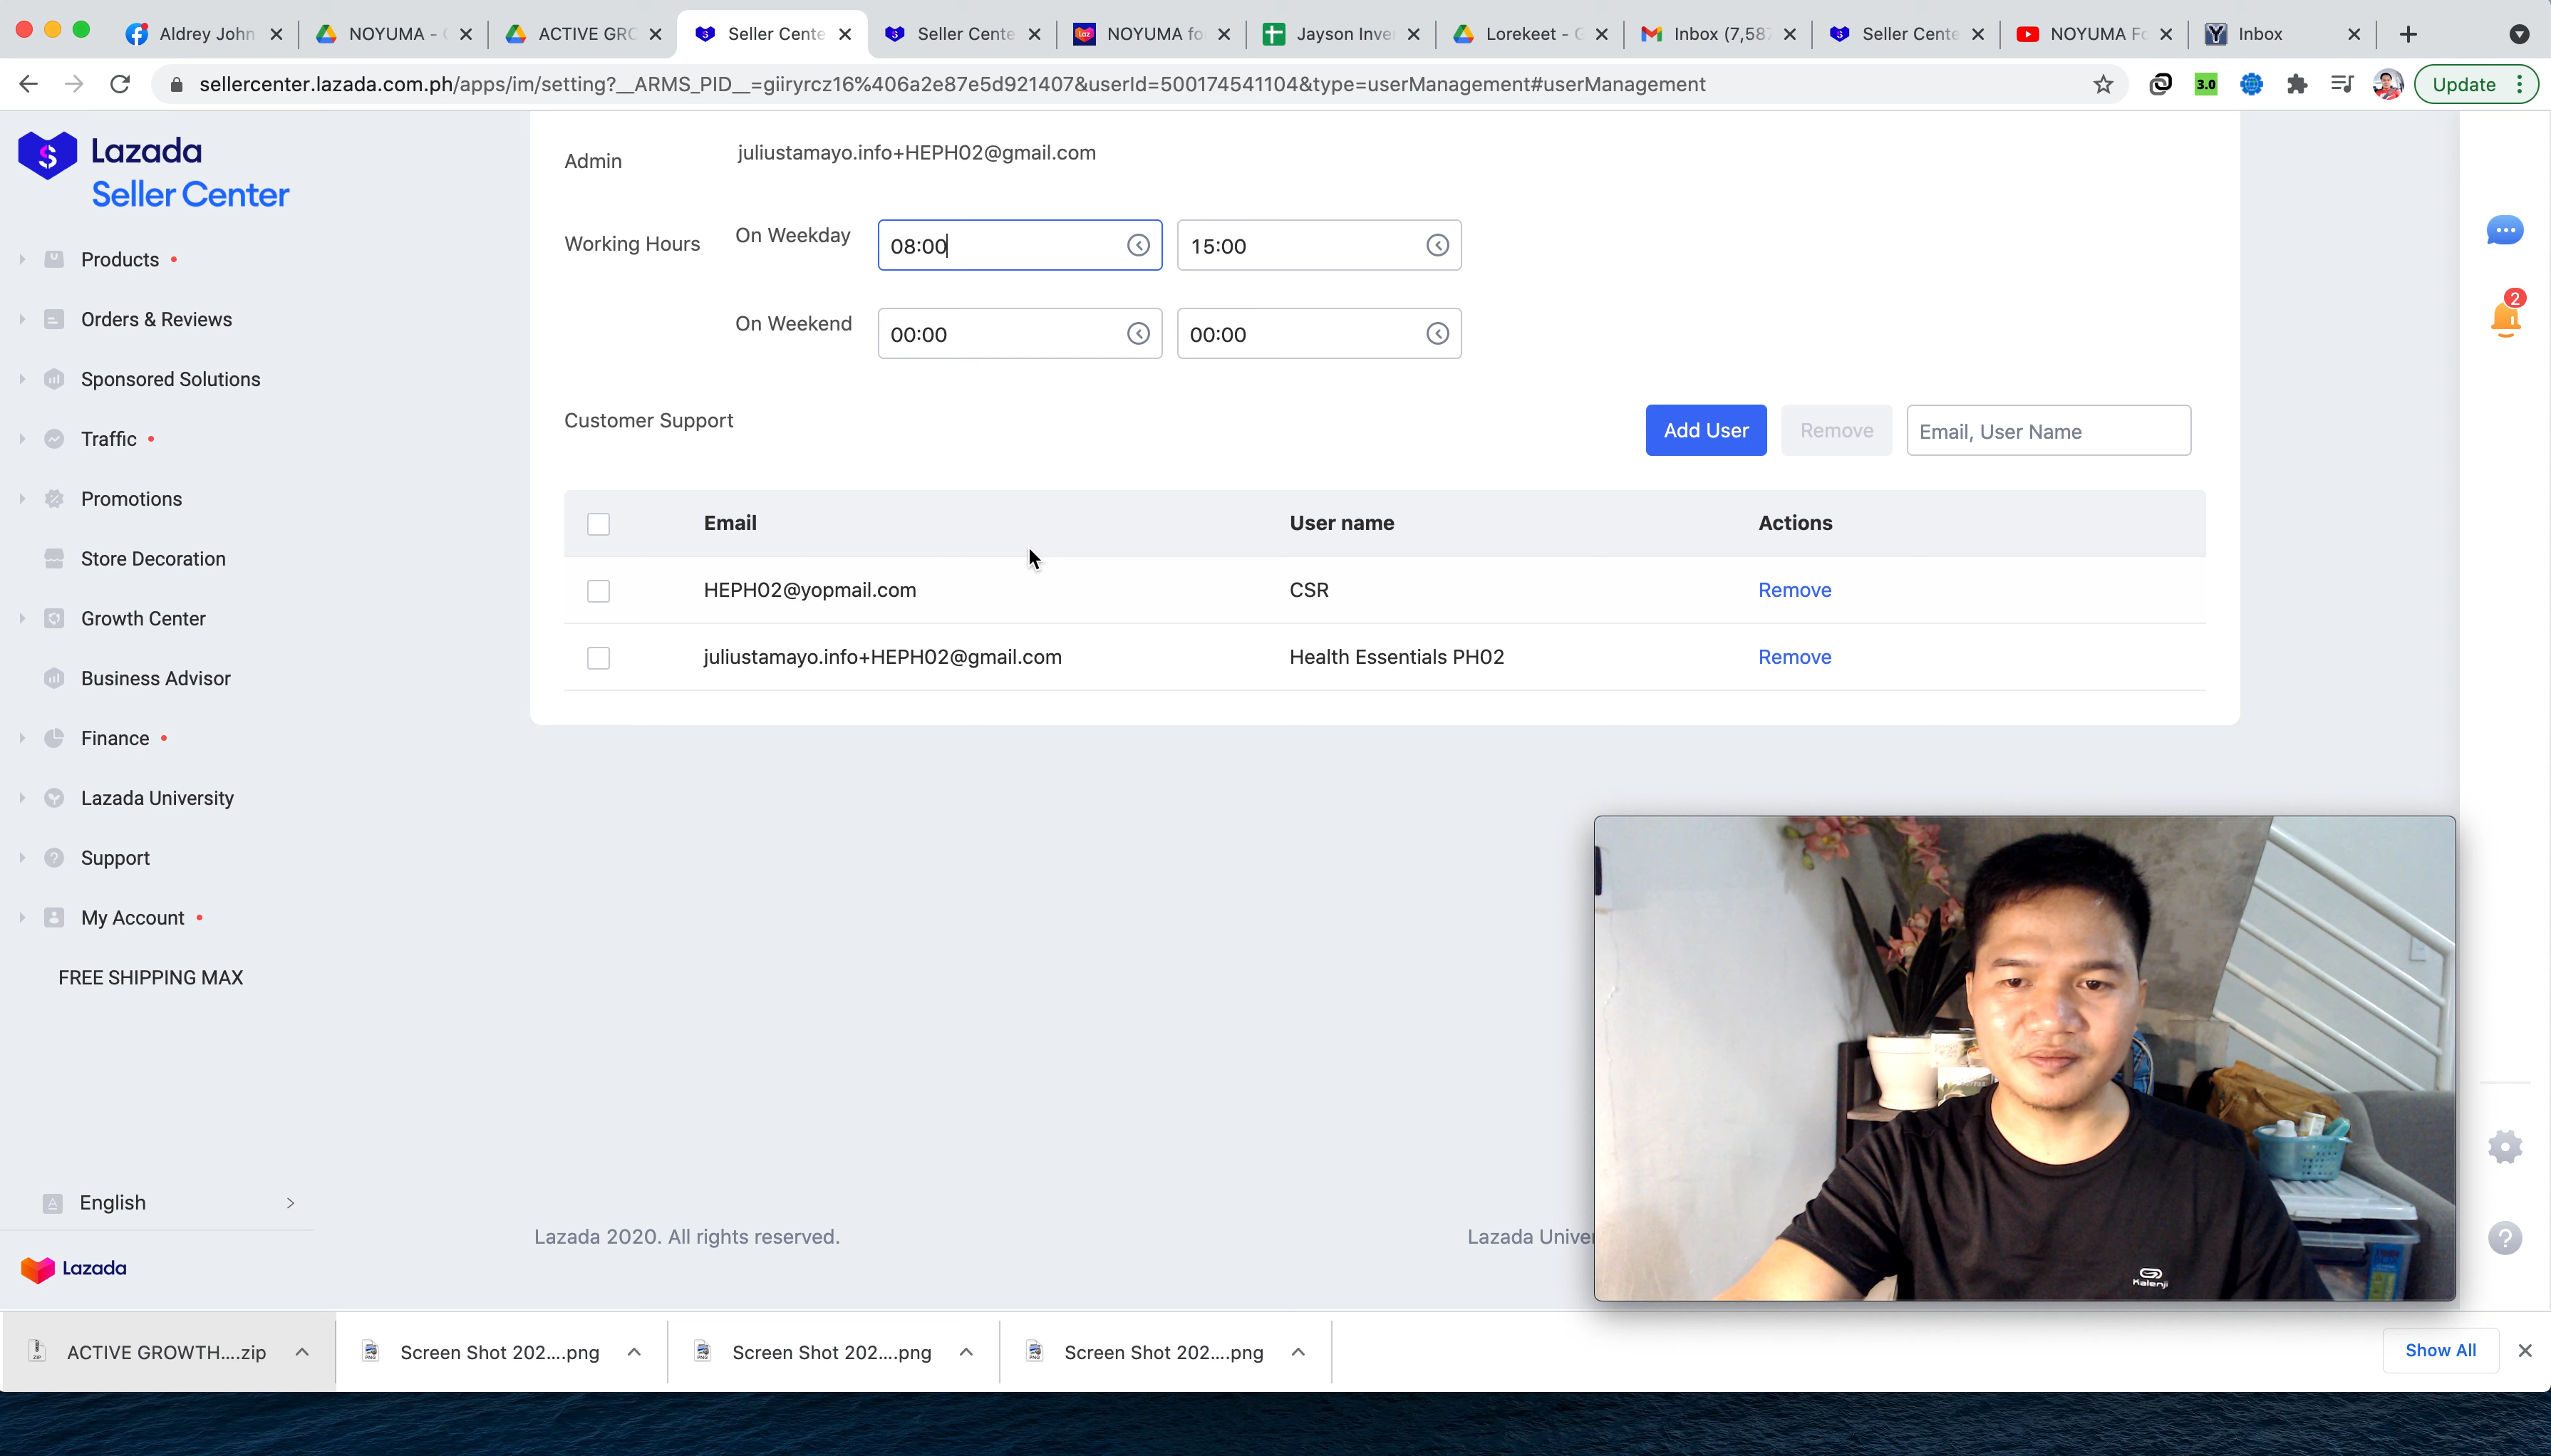 Aldrey John
NOYUMA - 
ACTIVE GRC
Seller Cente
Seller Cente
NOYUMA fo
Jayson Inve
Lorekeet - G
Inbox (7,587
Seller Cente
NOYUMA Fo
Inbox
sellercenter.lazada.com.ph/apps/im/setting?__ARMS_PID__=giiryrcz16%406a2e87e5d921407&userId=500174541104&type=userManagement#userManagement
3.0
Update
Lazada
Seller Center
Products
Orders & Reviews
Sponsored Solutions
Traffic
Promotions
Store Decoration
Growth Center
Business Advisor
Finance
Lazada University
Support
My Account
FREE SHIPPING MAX
English
Lazada
Admin
juliustamayo.info+HEPH02@gmail.com
Working Hours
On Weekday
08:00
15:00
On Weekend
00:00
00:00
Customer Support
Add User
Remove
Email, User Name
Email
User name
Actions
HEPH02@yopmail.com
CSR
Remove
juliustamayo.info+HEPH02@gmail.com
Health Essentials PH02
Remove
2
Kalenji
Lazada 2020. All rights reserved.
Lazada Univer
ACTIVE GROWTH....zip
Screen Shot 202....png
Screen Shot 202....png
Screen Shot 202....png
Show All